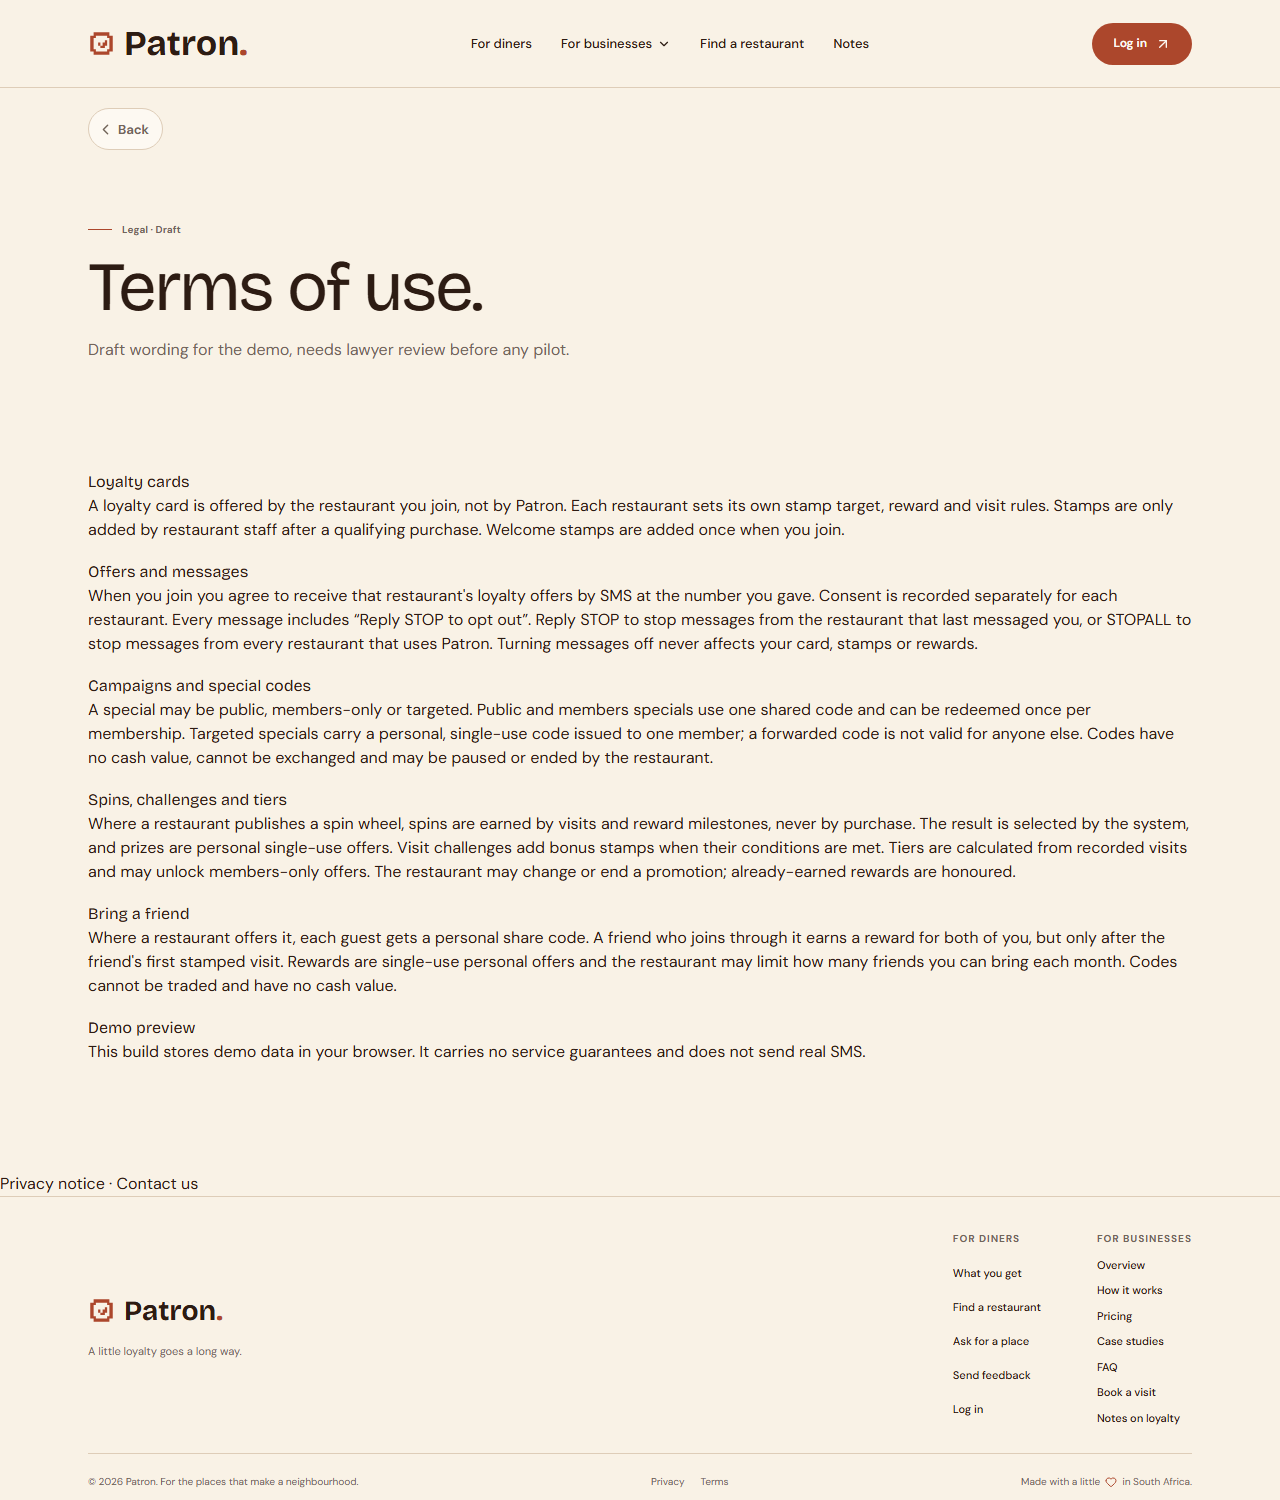 Patron.
For diners
For businesses
Find a restaurant
Notes
Log in
Back
Legal · Draft
Terms of use.
Draft wording for the demo, needs lawyer review before any pilot.
Loyalty cards
A loyalty card is offered by the restaurant you join, not by Patron. Each restaurant sets its own stamp target, reward and visit rules. Stamps are only
added by restaurant staff after a qualifying purchase. Welcome stamps are added once when you join.
Offers and messages
When you join you agree to receive that restaurant's loyalty offers by SMS at the number you gave. Consent is recorded separately for each
restaurant. Every message includes “Reply STOP to opt out”. Reply STOP to stop messages from the restaurant that last messaged you, or STOPALL to
stop messages from every restaurant that uses Patron. Turning messages off never affects your card, stamps or rewards.
Campaigns and special codes
A special may be public, members-only or targeted. Public and members specials use one shared code and can be redeemed once per
membership. Targeted specials carry a personal, single-use code issued to one member; a forwarded code is not valid for anyone else. Codes have
no cash value, cannot be exchanged and may be paused or ended by the restaurant.
Spins, challenges and tiers
Where a restaurant publishes a spin wheel, spins are earned by visits and reward milestones, never by purchase. The result is selected by the system,
and prizes are personal single-use offers. Visit challenges add bonus stamps when their conditions are met. Tiers are calculated from recorded visits
and may unlock members-only offers. The restaurant may change or end a promotion; already-earned rewards are honoured.
Bring a friend
Where a restaurant offers it, each guest gets a personal share code. A friend who joins through it earns a reward for both of you, but only after the
friend's first stamped visit. Rewards are single-use personal offers and the restaurant may limit how many friends you can bring each month. Codes
cannot be traded and have no cash value.
Demo preview
This build stores demo data in your browser. It carries no service guarantees and does not send real SMS.
Privacy notice · Contact us
Patron.
A little loyalty goes a long way.
FOR DINERS
What you get
Find a restaurant
Ask for a place
Send feedback
Log in
FOR BUSINESSES
Overview
How it works
Pricing
Case studies
FAQ
Book a visit
Notes on loyalty
© 2026 Patron. For the places that make a neighbourhood.
Privacy
Terms
Made with a little in South Africa.